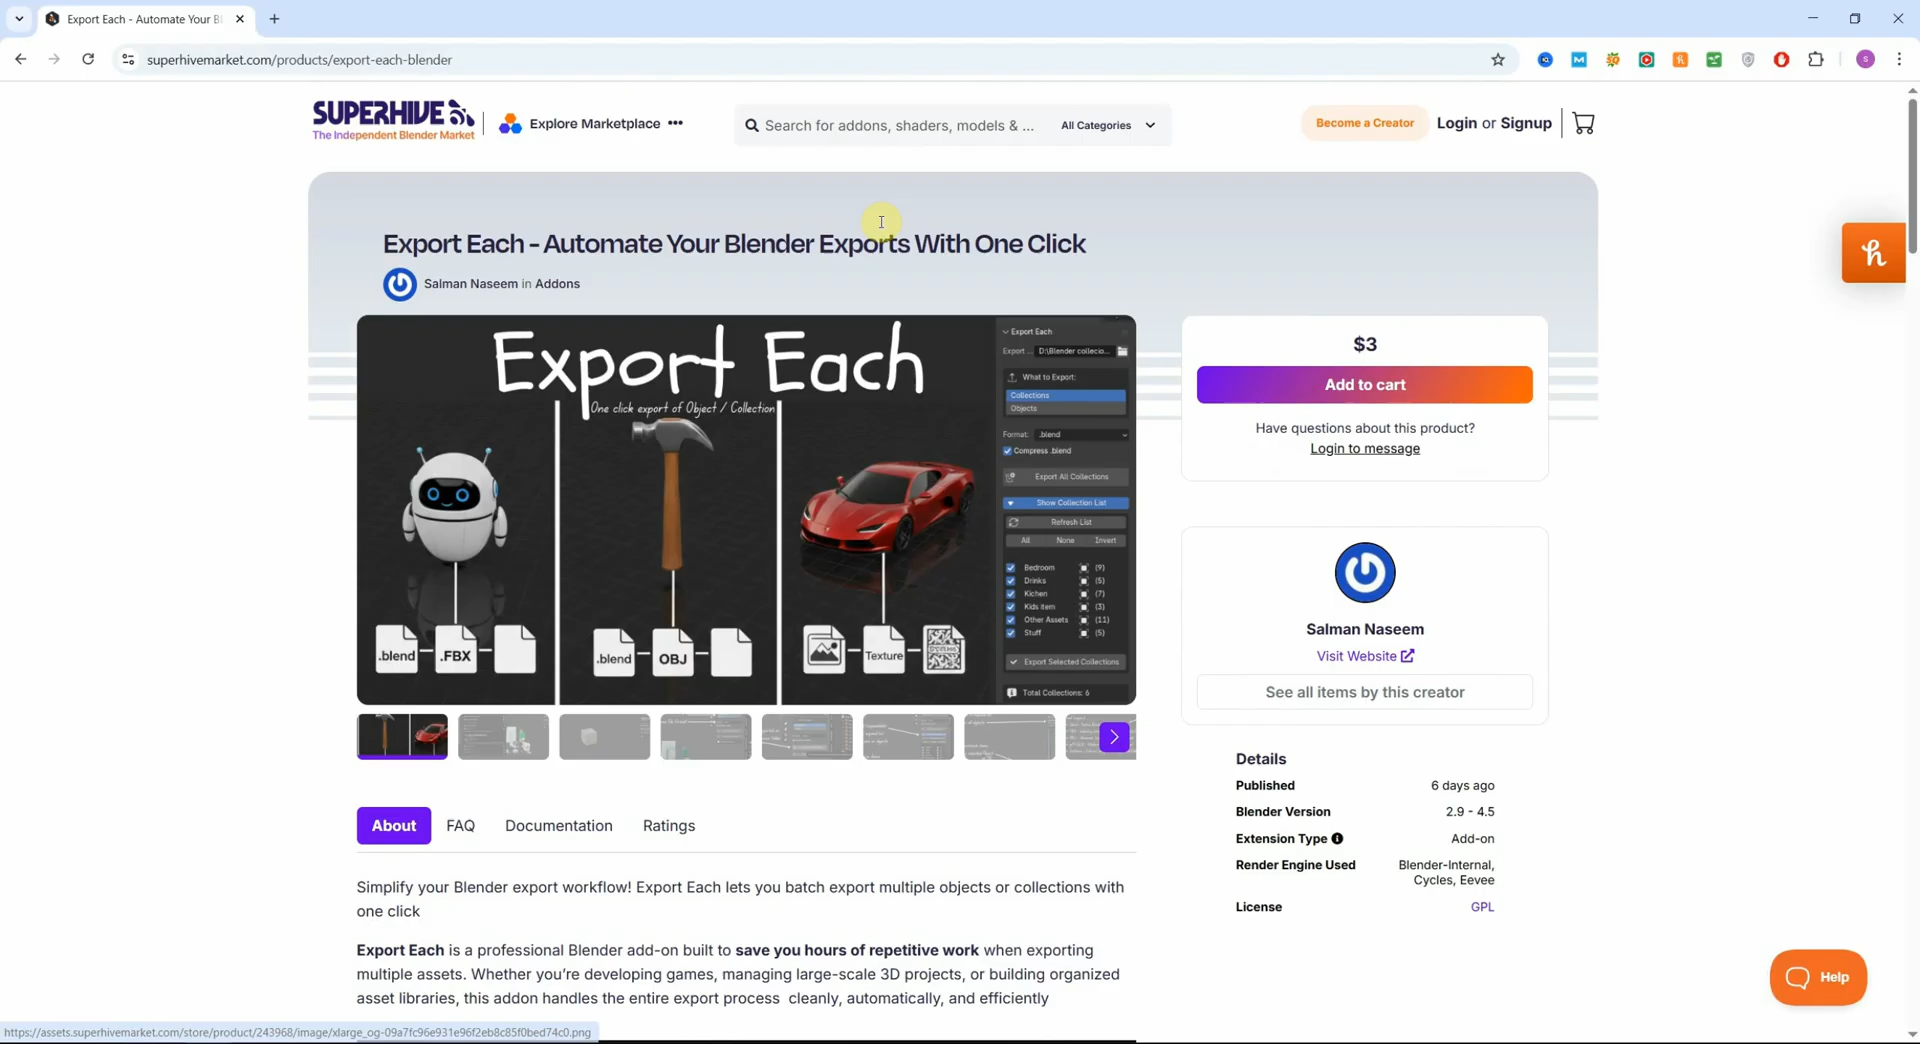 Export Each - Automate Your B
superhivemarket.com/products/export-each-blender
SUPERHIVE
The Independent Blender Market
Explore Marketplace
Search for addons, shaders, models & ...
All Categories
Become a Creator
Login or Signup
Export Each - Automate Your Blender Exports With One Click
Salman Naseem in Addons
Export Each
One click export of Object / Collection
.blend
.FBX
.blend
OBJ
Texture
Export Each
Export ...
D:\Blender collecio...
What to Export:
Collections
Objects
Format:
.blend
Compress .blend
Export All Collections
Show Collection List
Refresh List
All
None
Invert
Bedroom (9)
Drinks (5)
Kichen (7)
Kids item (3)
Other Assets (11)
Stuff (5)
Export Selected Collections
Total Collections: 6
$3
Add to cart
Have questions about this product?
Login to message
Salman Naseem
Visit Website
See all items by this creator
Details
Published 6 days ago
Blender Version 2.9 - 4.5
Extension Type Add-on
Render Engine Used Blender-Internal,
Cycles, Eevee
License GPL
About
FAQ
Documentation
Ratings
Simplify your Blender export workflow! Export Each lets you batch export multiple objects or collections with
one click
Export Each is a professional Blender add-on built to save you hours of repetitive work when exporting
multiple assets. Whether you're developing games, managing large-scale 3D projects, or building organized
asset libraries, this addon handles the entire export process cleanly, automatically, and efficiently
Help
https://assets.superhivemarket.com/store/product/243968/image/xlarge_og-09a7fc96e931e96f2eb8c85f0bed74c0.png